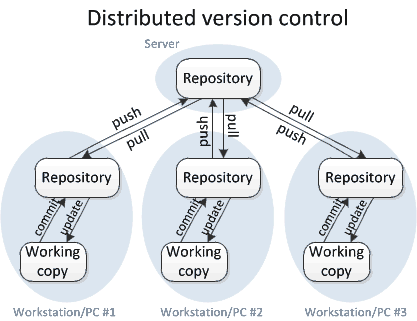 Distributed version control
Server
Repository
push
pull
push
pull
pull
push
Repository
Repository
Repository
commit
update
commit
update
commit
update
Working
copy
Working
copy
Working
copy
Workstation/PC #1
Workstation/PC #2
Workstation/PC #3